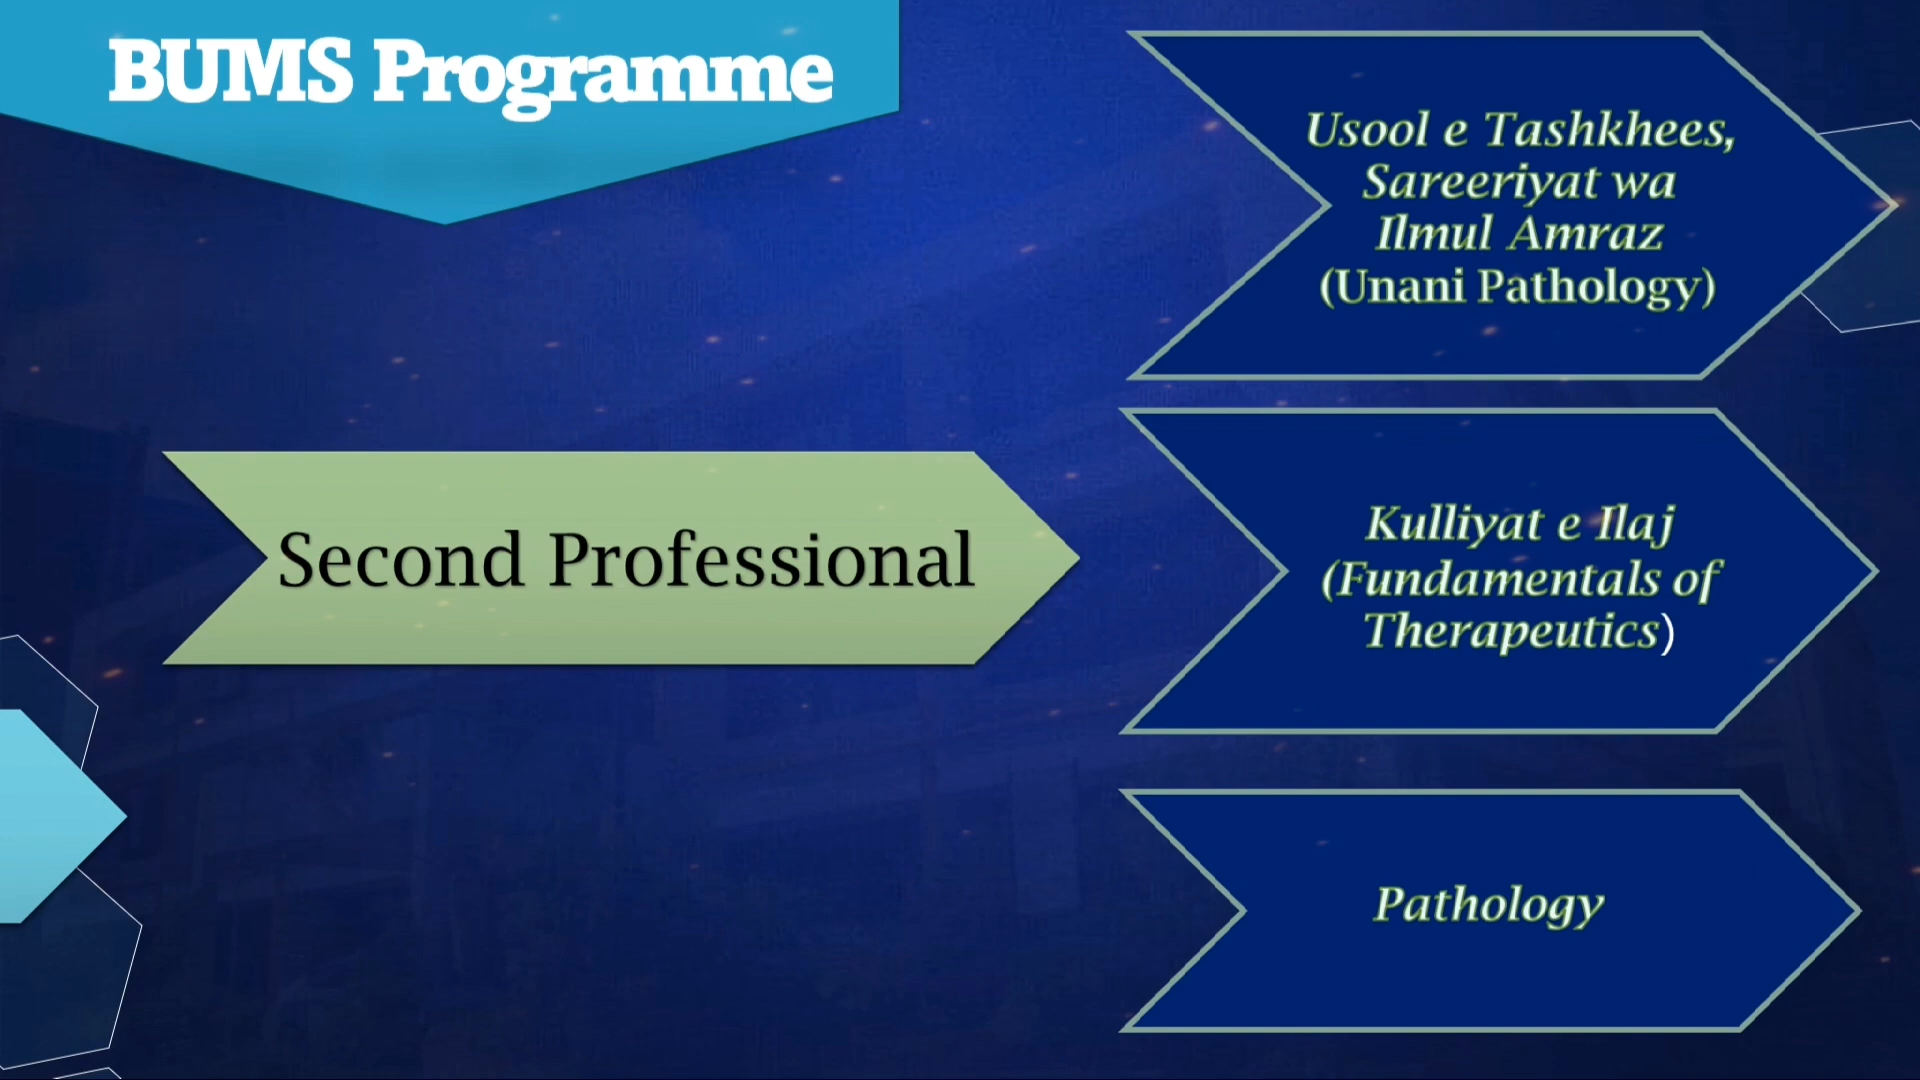 BUMS Programme
Second Professional
Usool e Tashkhees,
Sareeriyat wa
Ilmul Amraz
(Unani Pathology)
Kulliyat e Ilaj
(Fundamentals of
Therapeutics)
Pathology